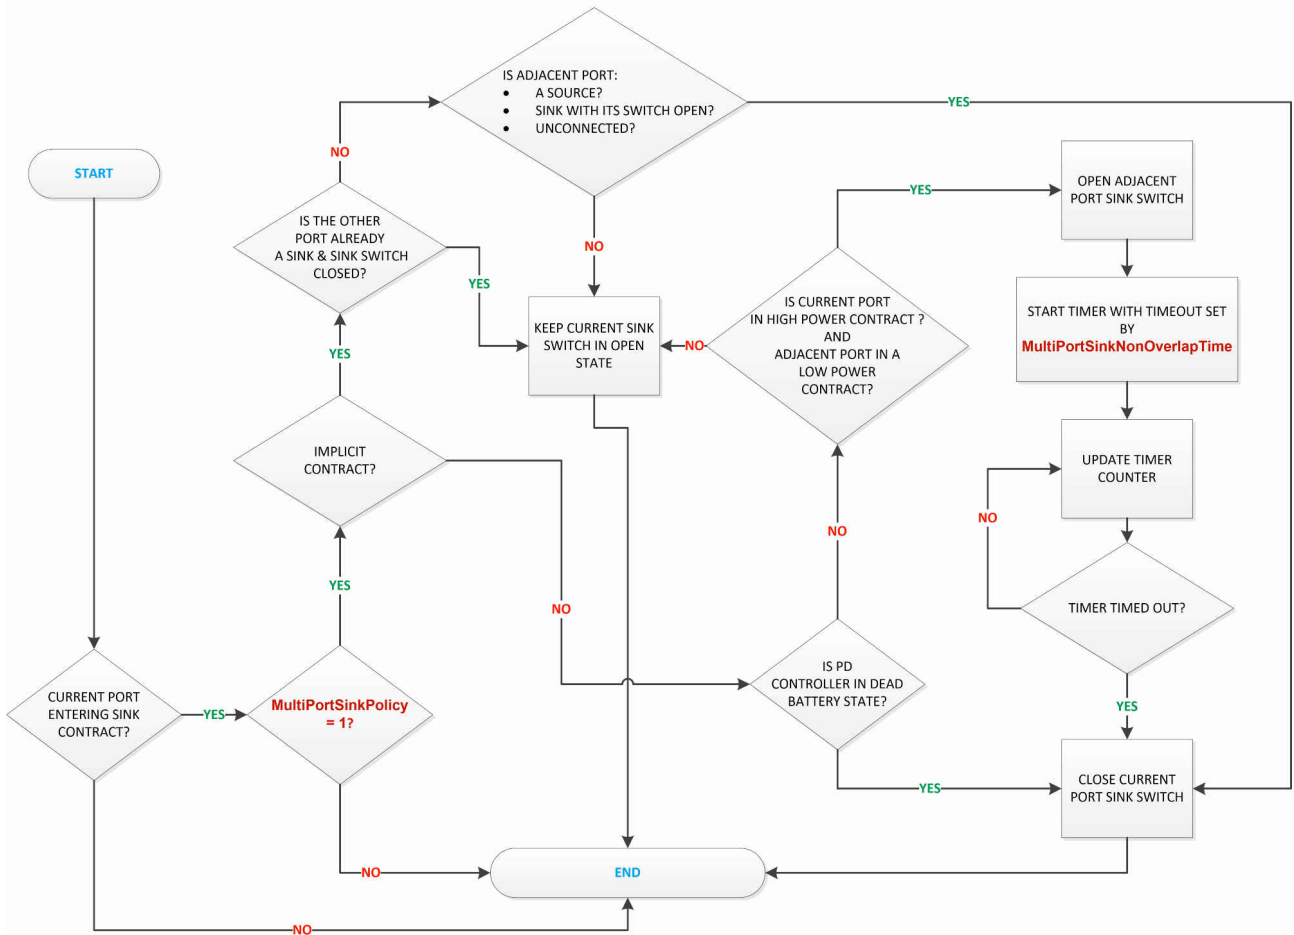 IS ADJACENT PORT:
• A SOURCE?
• SINK WITH ITS SWITCH OPEN?
• UNCONNECTED?
YES
NO
NO
START
IS THE OTHER
PORT ALREADY
A SINK & SINK SWITCH
CLOSED?
YES
YES
KEEP CURRENT SINK
SWITCH IN OPEN
STATE
NO
IS CURRENT PORT
IN HIGH POWER CONTRACT ?
AND
ADJACENT PORT IN A
LOW POWER
CONTRACT?
YES
OPEN ADJACENT
PORT SINK SWITCH
START TIMER WITH TIMEOUT SET
BY
MultiPortSinkNonOverlapTime
UPDATE TIMER
COUNTER
NO
TIMER TIMED OUT?
YES
IMPLICIT
CONTRACT?
NO
NO
YES
IS PD
CONTROLLER IN DEAD
BATTERY STATE?
YES
CURRENT PORT
ENTERING SINK
CONTRACT?
YES
MultiPortSinkPolicy
= 1?
CLOSE CURRENT
PORT SINK SWITCH
NO
END
NO